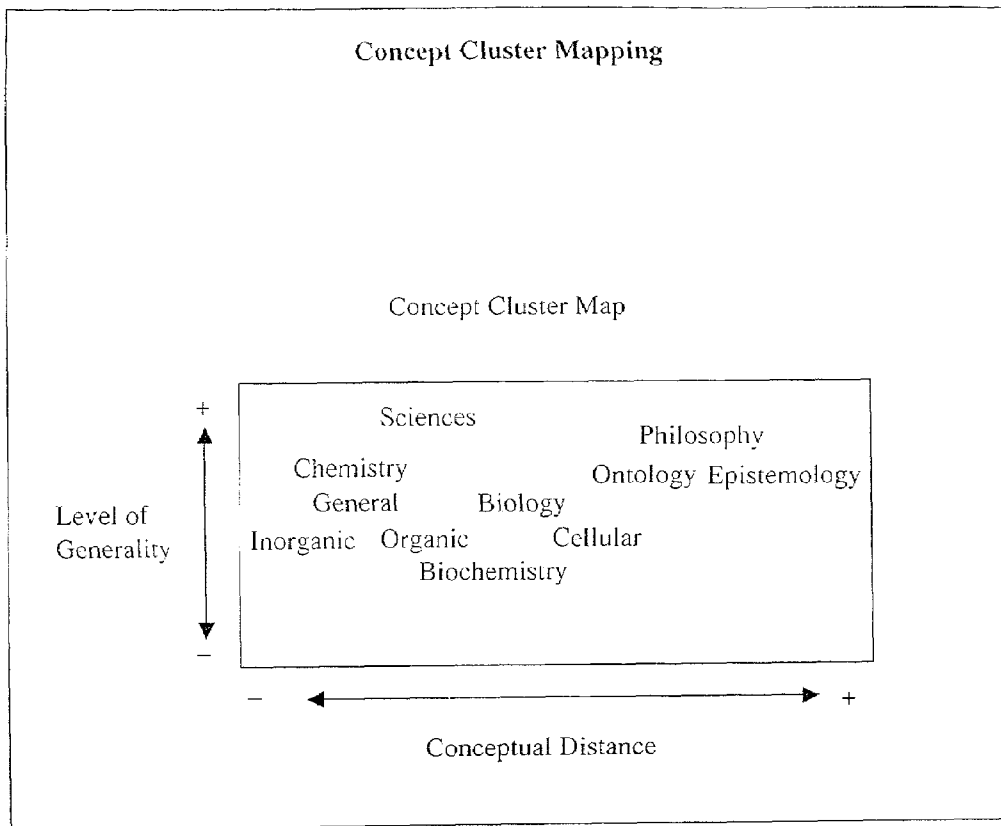 Concept Cluster Mapping
Concept Cluster Map
+
Sciences
Philosophy
Chemistry
Ontology Epistemology
General
Biology
Level of
Generality
Inorganic
Organic
Cellular
Biochemistry
–
– +
Conceptual Distance